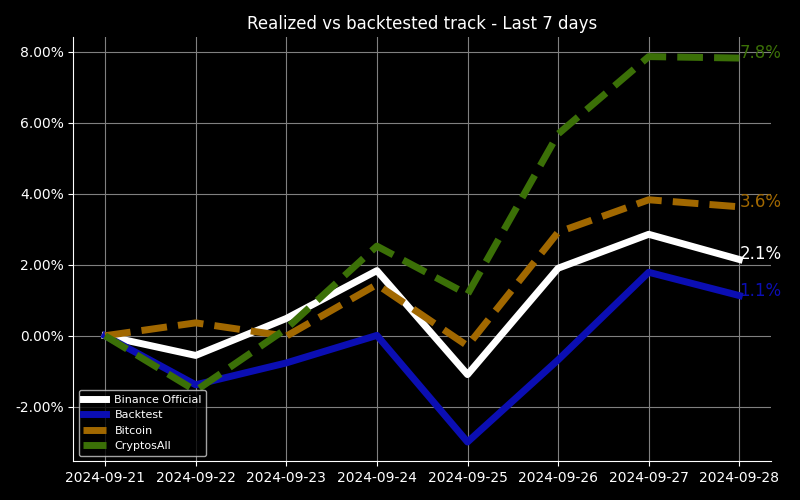 Realized vs backtested track - Last 7 days
8.00%
6.00%
4.00%
2.00%
0.00%
-2.00%
7.8%
3.6%
2.1%
1.1%
Binance Official
Backtest
Bitcoin
CryptosAll
2024-09-21 2024-09-22 2024-09-23 2024-09-24 2024-09-25 2024-09-26 2024-09-27 2024-09-28